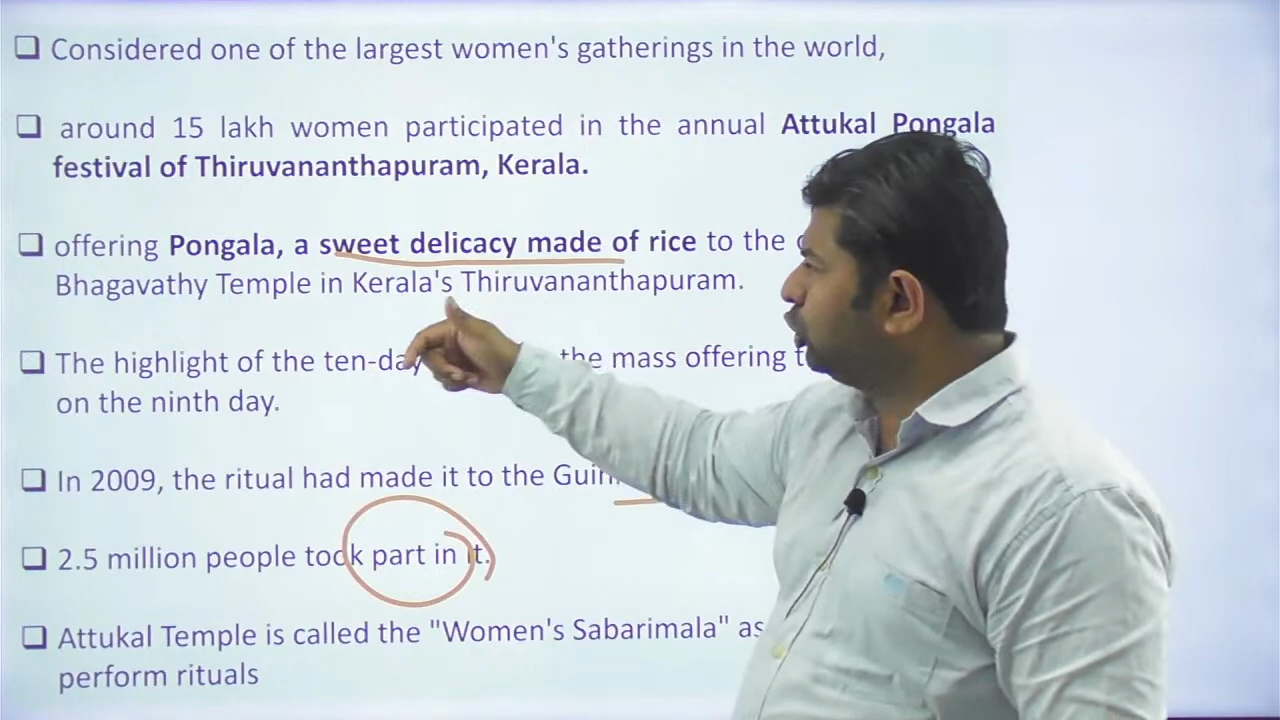 Considered one of the largest women's gatherings in the world,
around 15 lakh women participated in the annual Attukal Pongala
festival of Thiruvananthapuram, Kerala.
offering Pongala, a sweet delicacy made of rice to the
Bhagavathy Temple in Kerala's Thiruvananthapuram.
The highlight of the ten-day the mass offering
on the ninth day.
In 2009, the ritual had made it to the
2.5 million people took part in it.
Attukal Temple is called the "Women's Sabarimala" as
perform rituals